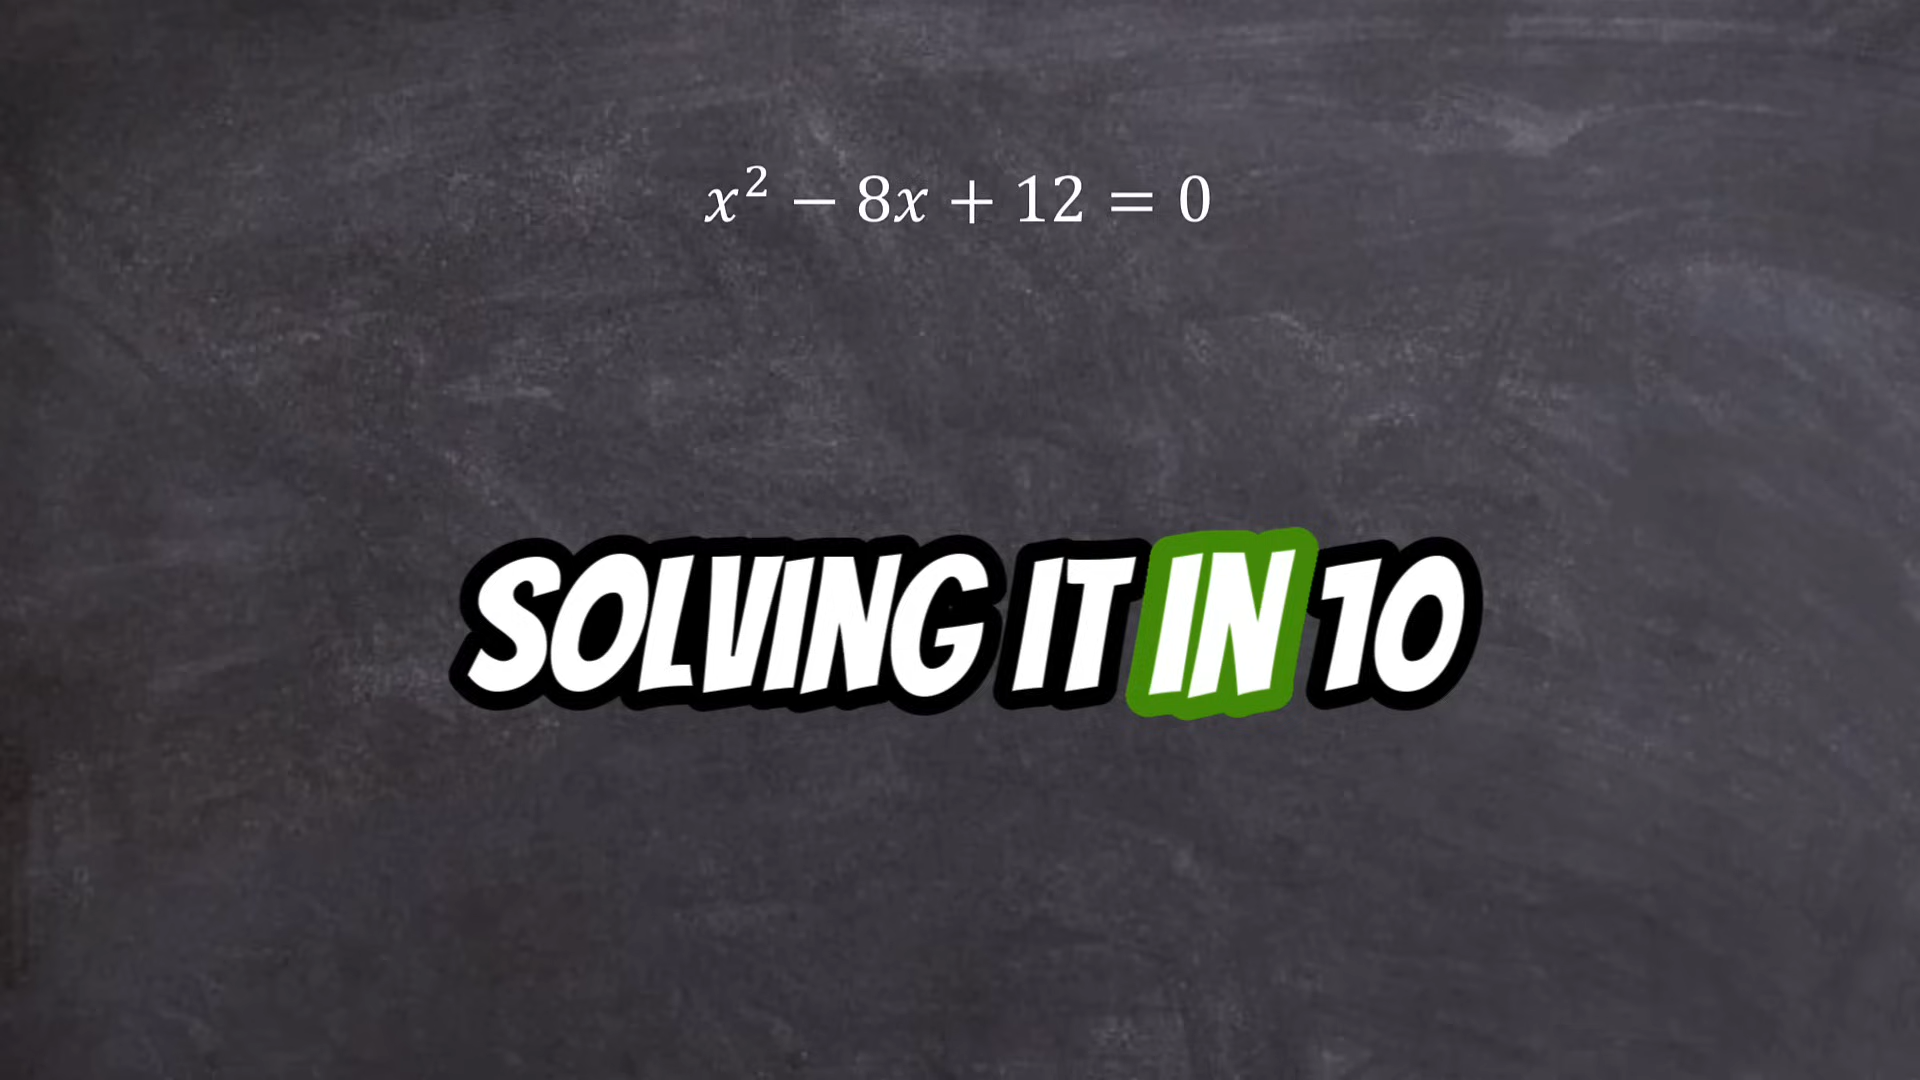 x² − 8x + 12 = 0
SOLVING IT IN 10